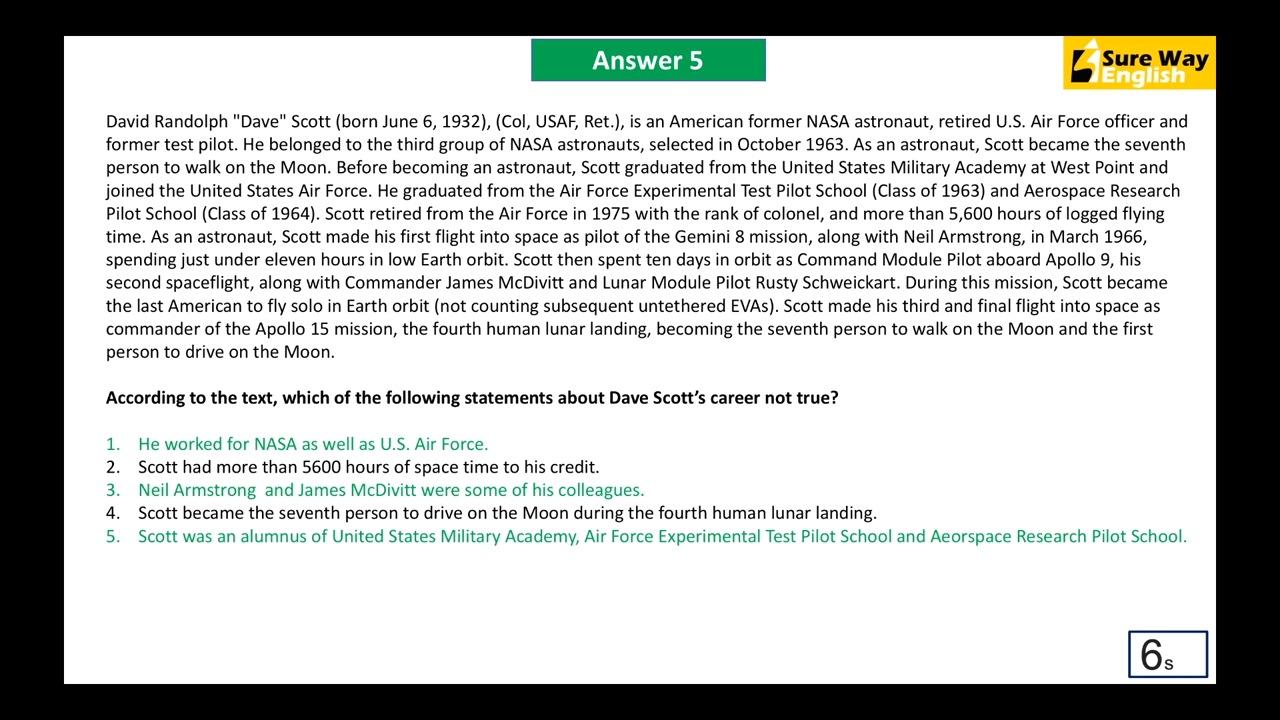 Answer 5
Sure Way
English
David Randolph "Dave" Scott (born June 6, 1932), (Col, USAF, Ret.), is an American former NASA astronaut, retired U.S. Air Force officer and
former test pilot. He belonged to the third group of NASA astronauts, selected in October 1963. As an astronaut, Scott became the seventh
person to walk on the Moon. Before becoming an astronaut, Scott graduated from the United States Military Academy at West Point and
joined the United States Air Force. He graduated from the Air Force Experimental Test Pilot School (Class of 1963) and Aerospace Research
Pilot School (Class of 1964). Scott retired from the Air Force in 1975 with the rank of colonel, and more than 5,600 hours of logged flying
time. As an astronaut, Scott made his first flight into space as pilot of the Gemini 8 mission, along with Neil Armstrong, in March 1966,
spending just under eleven hours in low Earth orbit. Scott then spent ten days in orbit as Command Module Pilot aboard Apollo 9, his
second spaceflight, along with Commander James McDivitt and Lunar Module Pilot Rusty Schweickart. During this mission, Scott became
the last American to fly solo in Earth orbit (not counting subsequent untethered EVAs). Scott made his third and final flight into space as
commander of the Apollo 15 mission, the fourth human lunar landing, becoming the seventh person to walk on the Moon and the first
person to drive on the Moon.
According to the text, which of the following statements about Dave Scott's career not true?
1. He worked for NASA as well as U.S. Air Force.
2. Scott had more than 5600 hours of space time to his credit.
3. Neil Armstrong and James McDivitt were some of his colleagues.
4. Scott became the seventh person to drive on the Moon during the fourth human lunar landing.
5. Scott was an alumnus of United States Military Academy, Air Force Experimental Test Pilot School and Aeorspace Research Pilot School.
6s